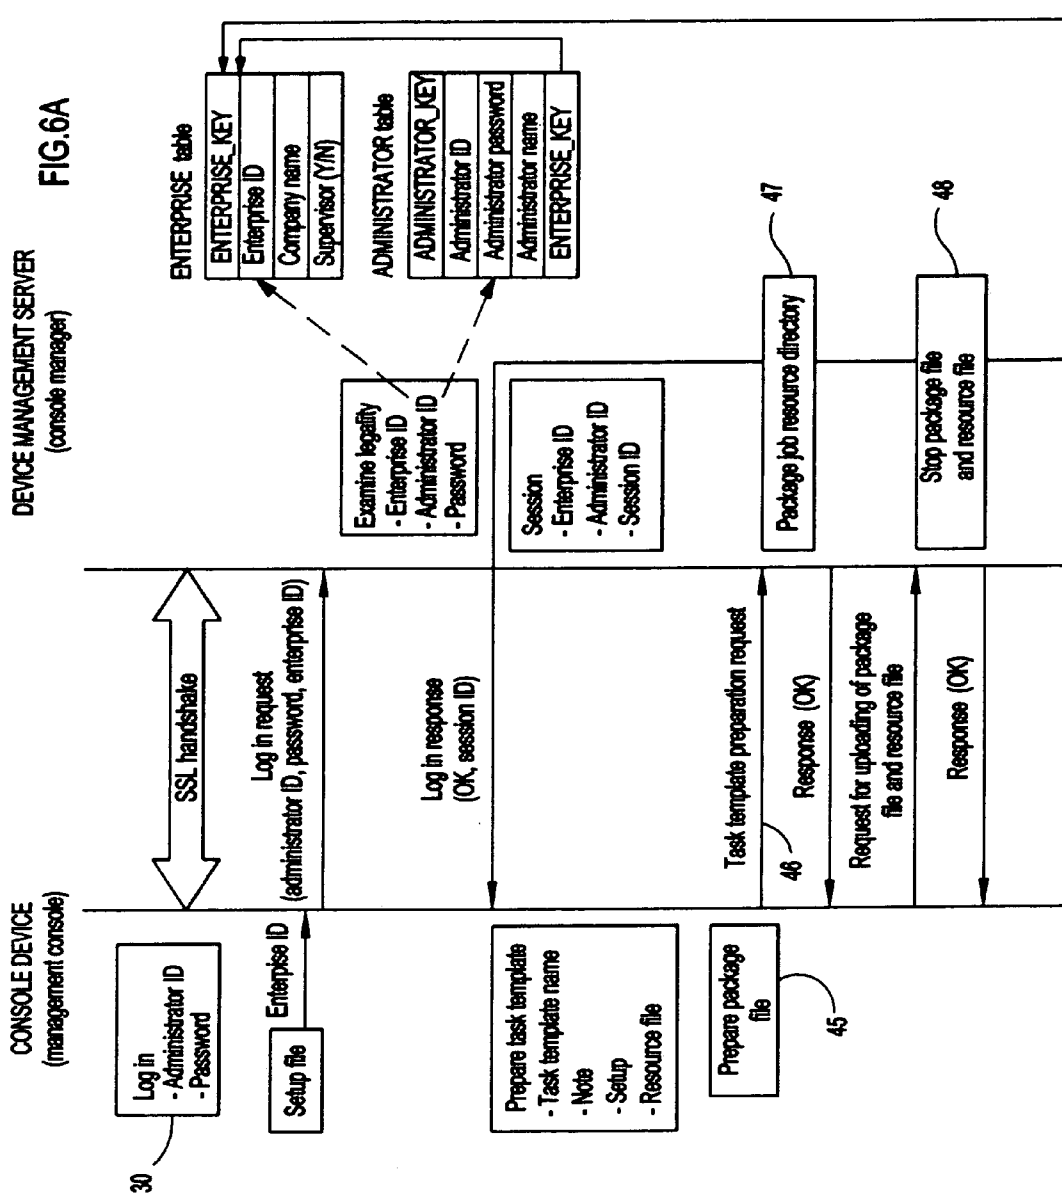 FIG.6A
CONSOLE DEVICE
(management console)
DEVICE MANAGEMENT SERVER
(console manager)
30
Log in
- Administrator ID
- Password
SSL handshake
Setup file
Enterpise ID
Log in request
(administrator ID, password, enterprise ID)
Examine legality
- Enterprise ID
- Administrator ID
- Password
ENTERPRISE table
ENTERPRISE_KEY
Enterprise ID
Company name
Supervisor (Y/N)
ADMINISTRATOR table
ADMINISTRATOR_KEY
Administrator ID
Administrator password
Administrator name
ENTERPRISE_KEY
Log in response
(OK, session ID)
Session
- Enterprise ID
- Administrator ID
- Session ID
Prepare task template
- Task template name
- Note
- Setup
- Resource file
Prepare package
file
45
Task template preparation request
46
Package job resource directory
47
Response (OK)
Request for uploading of package
file and resource file
Stop package file
and resource file
48
Response (OK)